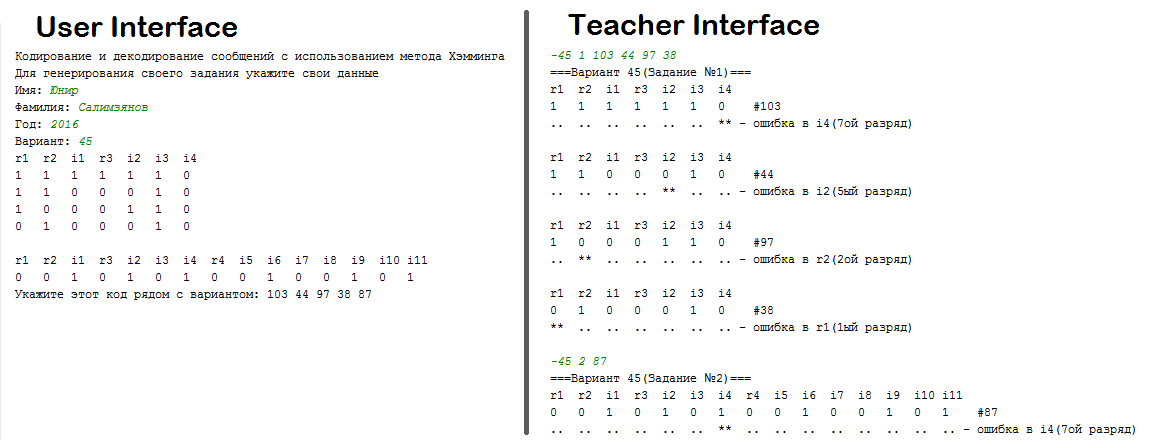 User Interface
Кодирование и декодирование сообщений с использованием метода Хэмминга
Для генерирования своего задания укажите свои данные
Имя: Юнир
Фамилия: Салимзянов
Год: 2016
Вариант: 45
r1 r2 i1 r3 i2 i3 i4
1 1 1 1 1 1 0
1 1 0 0 0 1 0
1 0 0 0 1 1 0
0 1 0 0 0 1 0
r1 r2 i1 r3 i2 i3 i4 r4 i5 i6 i7 i8 i9 i10 i11
0 0 1 0 1 0 1 0 0 1 0 0 1 0 1
Укажите этот код рядом с вариантом: 103 44 97 38 87
Teacher Interface
-45 1 103 44 97 38
===Вариант 45(Задание №1)===
r1 r2 i1 r3 i2 i3 i4
1 1 1 1 1 1 0 #103
.. .. .. .. .. .. ** - ошибка в i4(7ой разряд)
r1 r2 i1 r3 i2 i3 i4
1 1 0 0 0 1 0 #44
.. .. .. .. ** .. .. - ошибка в i2(5ый разряд)
r1 r2 i1 r3 i2 i3 i4
1 0 0 0 1 1 0 #97
.. ** .. .. .. .. .. - ошибка в r2(2ой разряд)
r1 r2 i1 r3 i2 i3 i4
0 1 0 0 0 1 0 #38
** .. .. .. .. .. .. - ошибка в r1(1ый разряд)
-45 2 87
===Вариант 45(Задание №2)===
r1 r2 i1 r3 i2 i3 i4 r4 i5 i6 i7 i8 i9 i10 i11
0 0 1 0 1 0 1 0 0 1 0 0 1 0 1 #87
.. .. .. .. .. .. ** .. .. .. .. .. .. .. .. - ошибка в i4(7ой разряд)